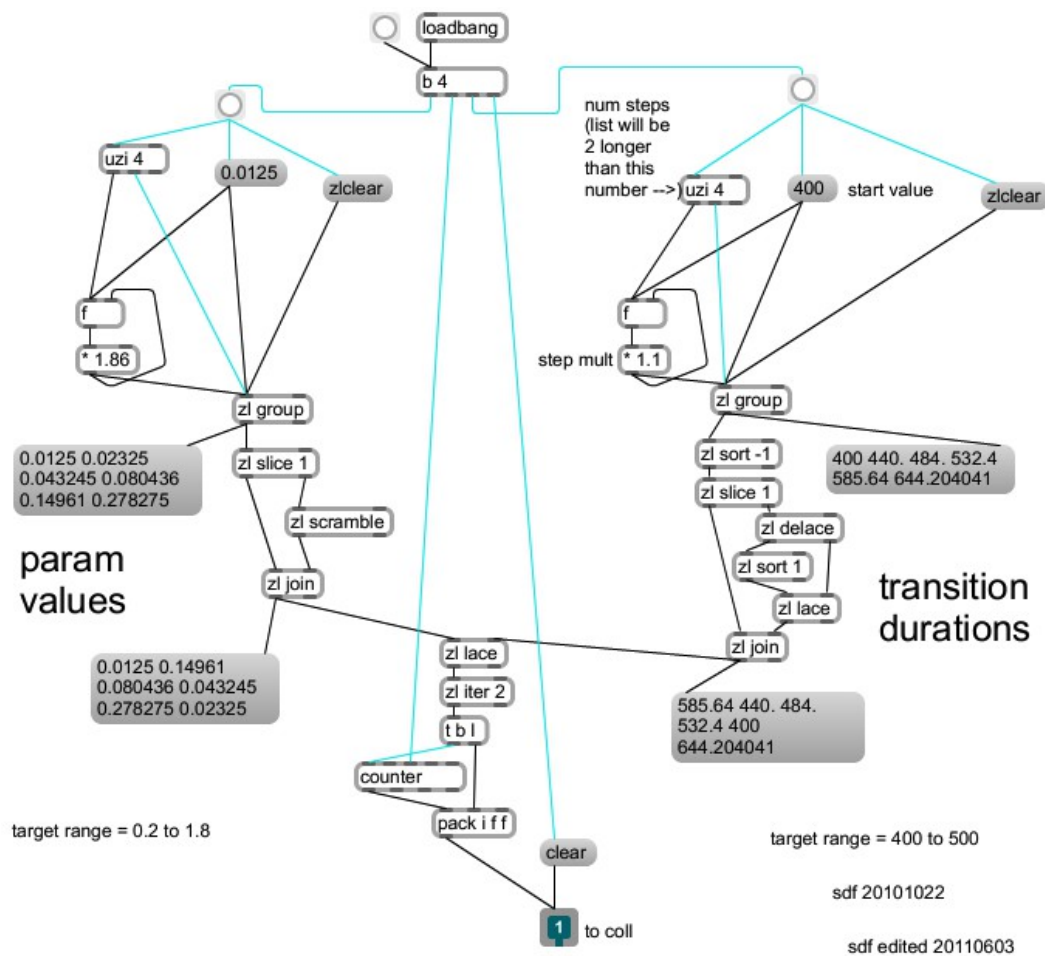 loadbang
b 4
num steps
(list will be
2 longer
than this
number -->)
uzi 4
0.0125
zlclear
uzi 4
400
start value
zlclear
f
* 1.86
f
step mult
* 1.1
zl group
zl group
0.0125 0.02325
0.043245 0.080436
0.14961 0.278275
zl slice 1
zl sort -1
400 440. 484. 532.4
585.64 644.204041
zl slice 1
zl scramble
zl delace
param
values
zl join
zl sort 1
transition
durations
zl lace
zl join
0.0125 0.14961
0.080436 0.043245
0.278275 0.02325
zl lace
zl iter 2
585.64 440. 484.
532.4 400
644.204041
t b l
counter
pack i f f
target range = 0.2 to 1.8
clear
target range = 400 to 500
sdf 20101022
1
to coll
sdf edited 20110603